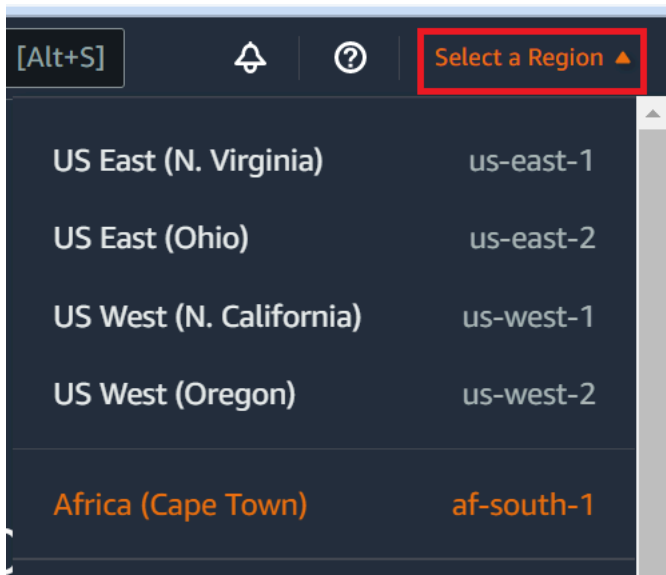 [Alt+S] Select a Region
US East (N. Virginia) us-east-1
US East (Ohio) us-east-2
US West (N. California) us-west-1
US West (Oregon) us-west-2
Africa (Cape Town) af-south-1